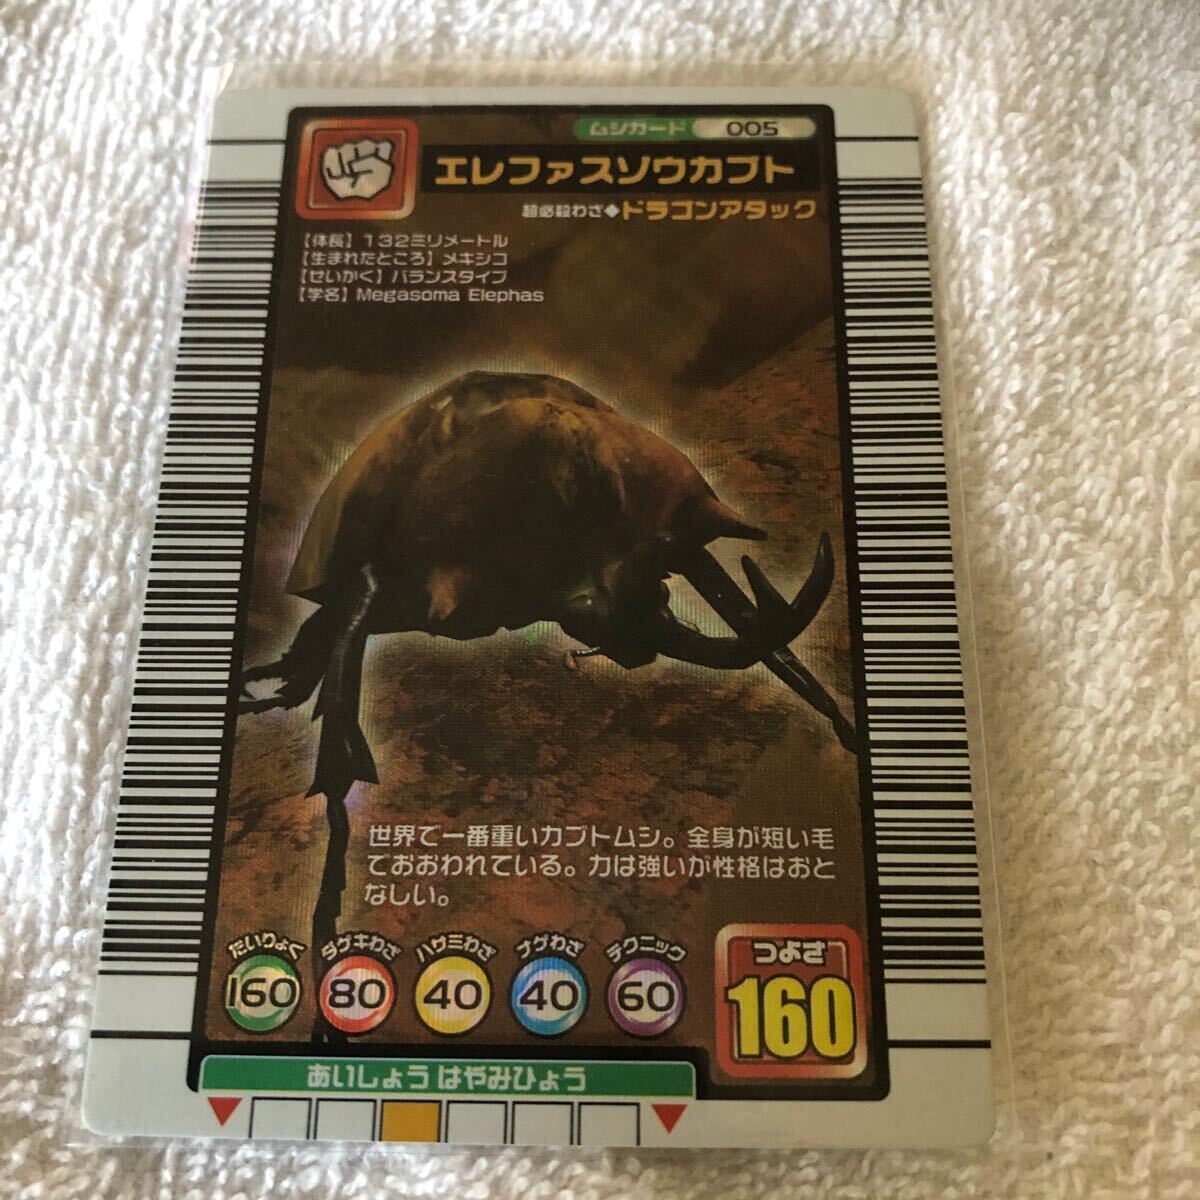 ムシカード 005
エレファスゾウカブト
超必殺わざ◆ドラゴンアタック
【体長】132ミリメートル
【生まれたところ】メキシコ
【せいかく】バランスタイプ
【学名】Megasoma Elephas
世界で一番重いカブトムシ。全身が短い毛
でおおわれている。力は強いが性格はおと
なしい。
たいりょく ダゲキわざ ハサミわざ ナゲわざ テクニック つよさ
160 80 40 40 60 160
あいしょう はやみひょう